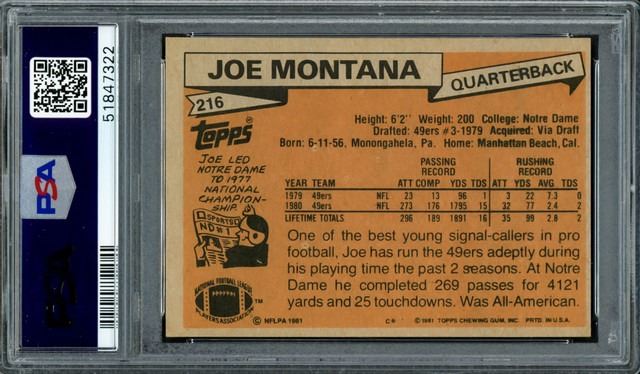 JOE MONTANA
QUARTERBACK
216
Topps
Height: 6'2" Weight: 200 College: Notre Dame
Drafted: 49ers #3-1979 Acquired: Via Draft
Born: 6-11-56, Monongahela, Pa. Home: Manhattan Beach, Cal.
JOE LED
NOTRE DAME
TO 1977
NATIONAL
CHAMPION-
SHIP.
SPORTS
ND #1
PASSING RECORD RUSHING RECORD
YEAR TEAM ATT COMP YDS TDS ATT YDS AVG. TDS
1979 49ers NFL 23 13 96 1 3 22 7.3 0
1980 49ers NFL 273 176 1795 15 32 77 2.4 2
LIFETIME TOTALS 296 189 1891 16 35 99 2.8 2
One of the best young signal-callers in pro
football, Joe has run the 49ers adeptly during
his playing time the past 2 seasons. At Notre
Dame he completed 269 passes for 4121
yards and 25 touchdowns. Was All-American.
NATIONAL FOOTBALL LEAGUE
PLAYERS ASSOCIATION
TM
© NFLPA 1981
C* © 1981 TOPPS CHEWING GUM, INC. PRTD. IN U.S.A.
51847322
PSA
PSA